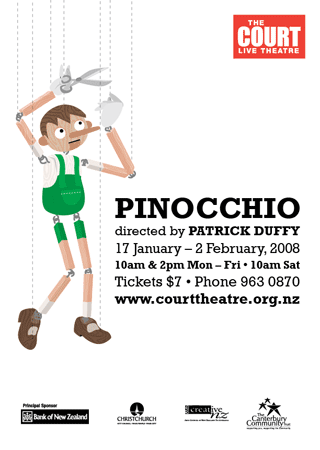 THE
COURT
LIVE THEATRE
PINOCCHIO
directed by PATRICK DUFFY
17 January – 2 February, 2008
10am & 2pm Mon – Fri • 10am Sat
Tickets $7 • Phone 963 0870
www.courttheatre.org.nz
Principal Sponsor
Bank of New Zealand
CHRISTCHURCH
creative
nz
The
Canterbury
Community Trust